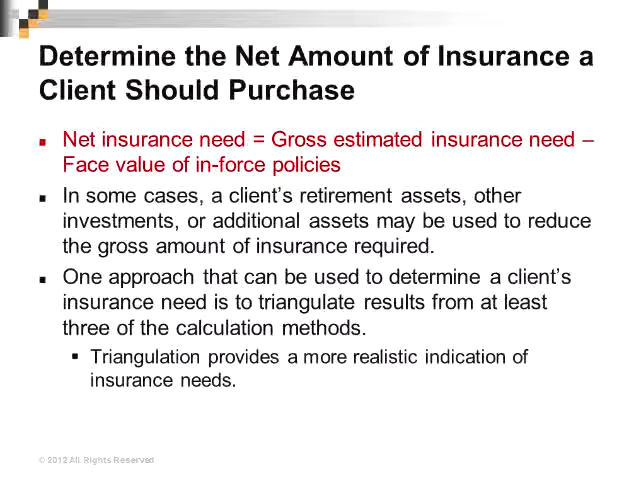 Determine the Net Amount of Insurance a
Client Should Purchase
Net insurance need = Gross estimated insurance need –
Face value of in-force policies
In some cases, a client's retirement assets, other
investments, or additional assets may be used to reduce
the gross amount of insurance required.
One approach that can be used to determine a client's
insurance need is to triangulate results from at least
three of the calculation methods.
Triangulation provides a more realistic indication of
insurance needs.
© 2012 All Rights Reserved